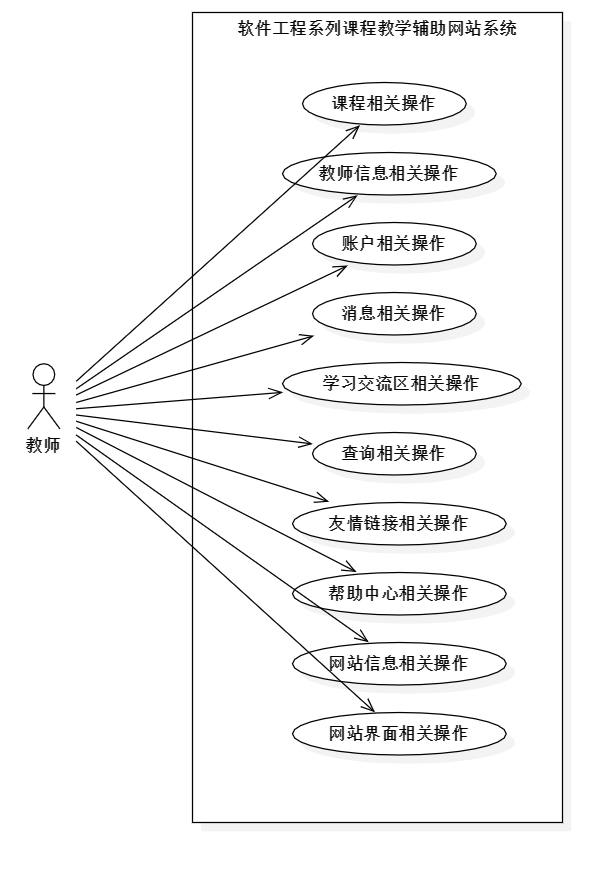 软件工程系列课程教学辅助网站系统
课程相关操作
教师信息相关操作
账户相关操作
消息相关操作
学习交流区相关操作
教师
查询相关操作
友情链接相关操作
帮助中心相关操作
网站信息相关操作
网站界面相关操作